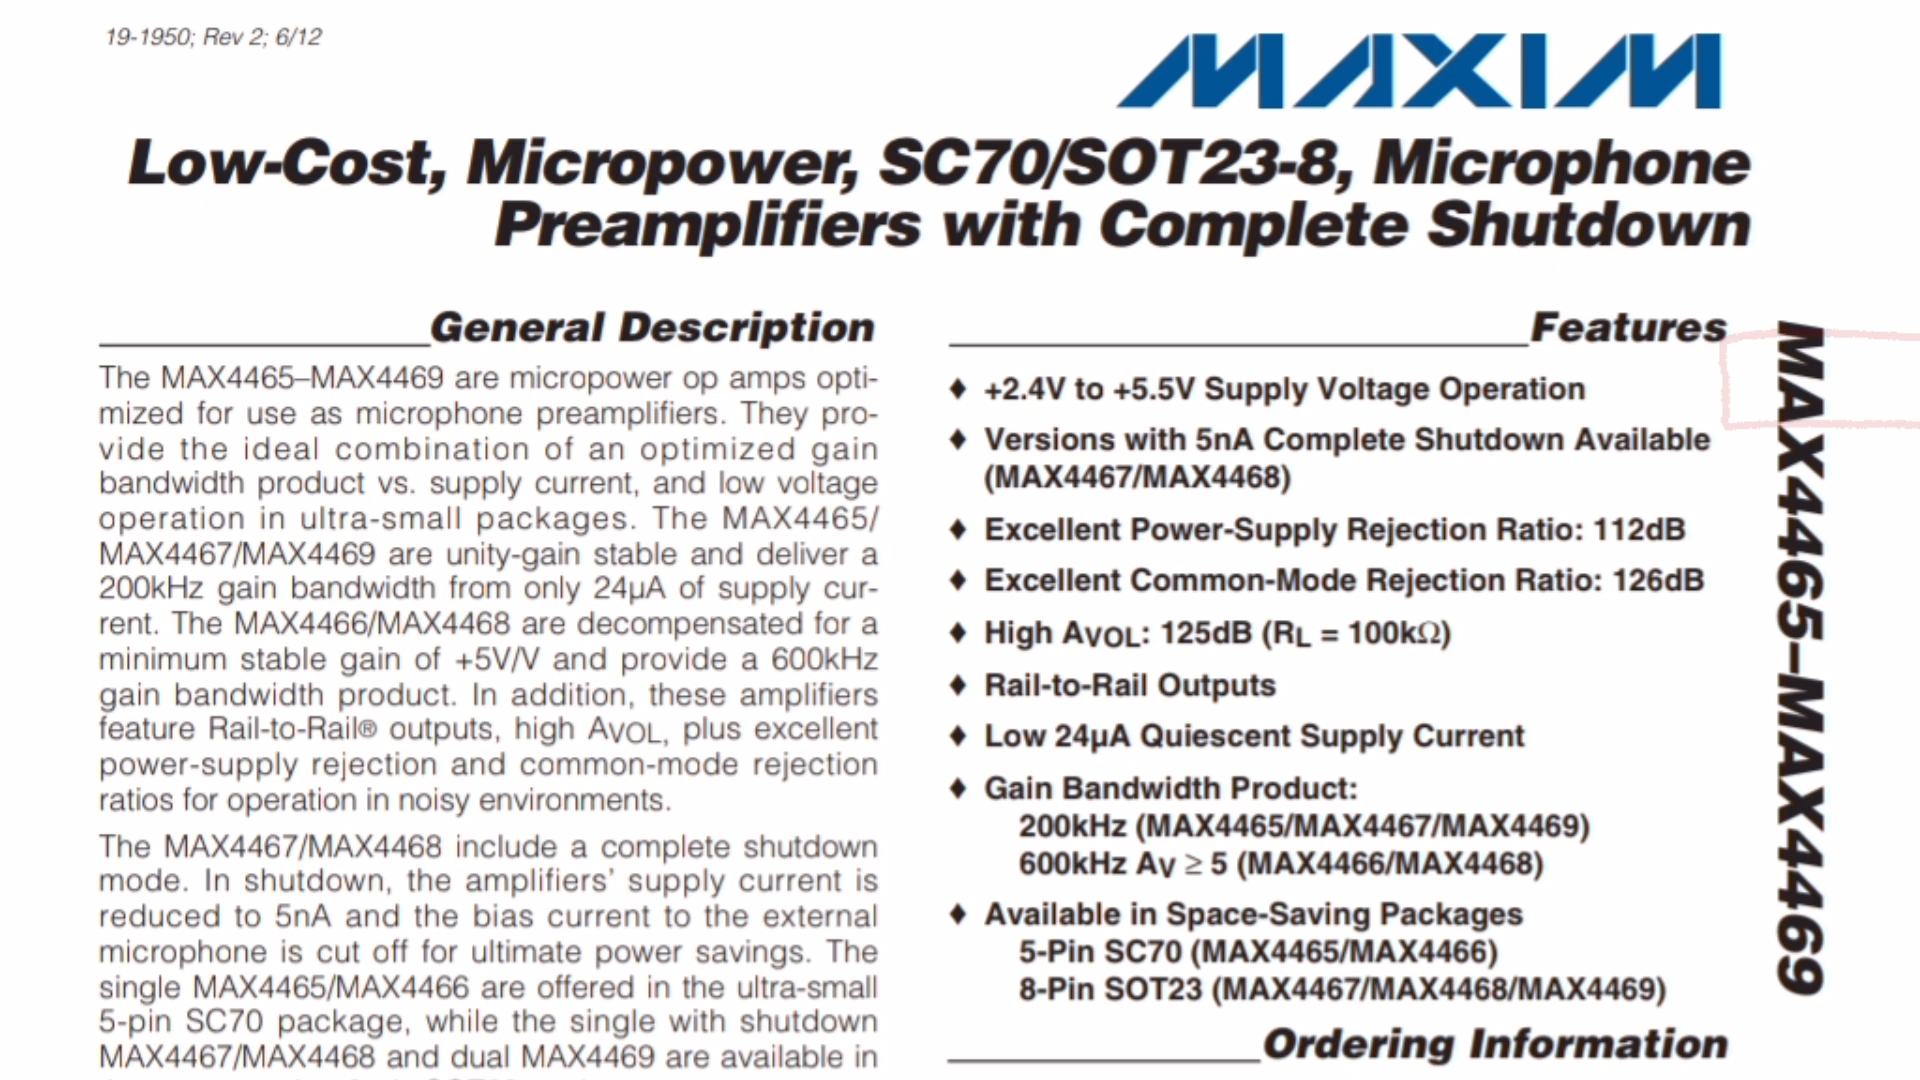 19-1950; Rev 2; 6/12
MAXIM
Low-Cost, Micropower, SC70/SOT23-8, Microphone
Preamplifiers with Complete Shutdown
General Description
The MAX4465–MAX4469 are micropower op amps opti-
mized for use as microphone preamplifiers. They pro-
vide the ideal combination of an optimized gain
bandwidth product vs. supply current, and low voltage
operation in ultra-small packages. The MAX4465/
MAX4467/MAX4469 are unity-gain stable and deliver a
200kHz gain bandwidth from only 24µA of supply cur-
rent. The MAX4466/MAX4468 are decompensated for a
minimum stable gain of +5V/V and provide a 600kHz
gain bandwidth product. In addition, these amplifiers
feature Rail-to-Rail® outputs, high AVOL, plus excellent
power-supply rejection and common-mode rejection
ratios for operation in noisy environments.
The MAX4467/MAX4468 include a complete shutdown
mode. In shutdown, the amplifiers’ supply current is
reduced to 5nA and the bias current to the external
microphone is cut off for ultimate power savings. The
single MAX4465/MAX4466 are offered in the ultra-small
5-pin SC70 package, while the single with shutdown
MAX4467/MAX4468 and dual MAX4469 are available in
Features
♦ +2.4V to +5.5V Supply Voltage Operation
♦ Versions with 5nA Complete Shutdown Available
(MAX4467/MAX4468)
♦ Excellent Power-Supply Rejection Ratio: 112dB
♦ Excellent Common-Mode Rejection Ratio: 126dB
♦ High AVOL: 125dB (RL = 100kΩ)
♦ Rail-to-Rail Outputs
♦ Low 24µA Quiescent Supply Current
♦ Gain Bandwidth Product:
200kHz (MAX4465/MAX4467/MAX4469)
600kHz AV ≥ 5 (MAX4466/MAX4468)
♦ Available in Space-Saving Packages
5-Pin SC70 (MAX4465/MAX4466)
8-Pin SOT23 (MAX4467/MAX4468/MAX4469)
Ordering Information
MAX4465–MAX4469